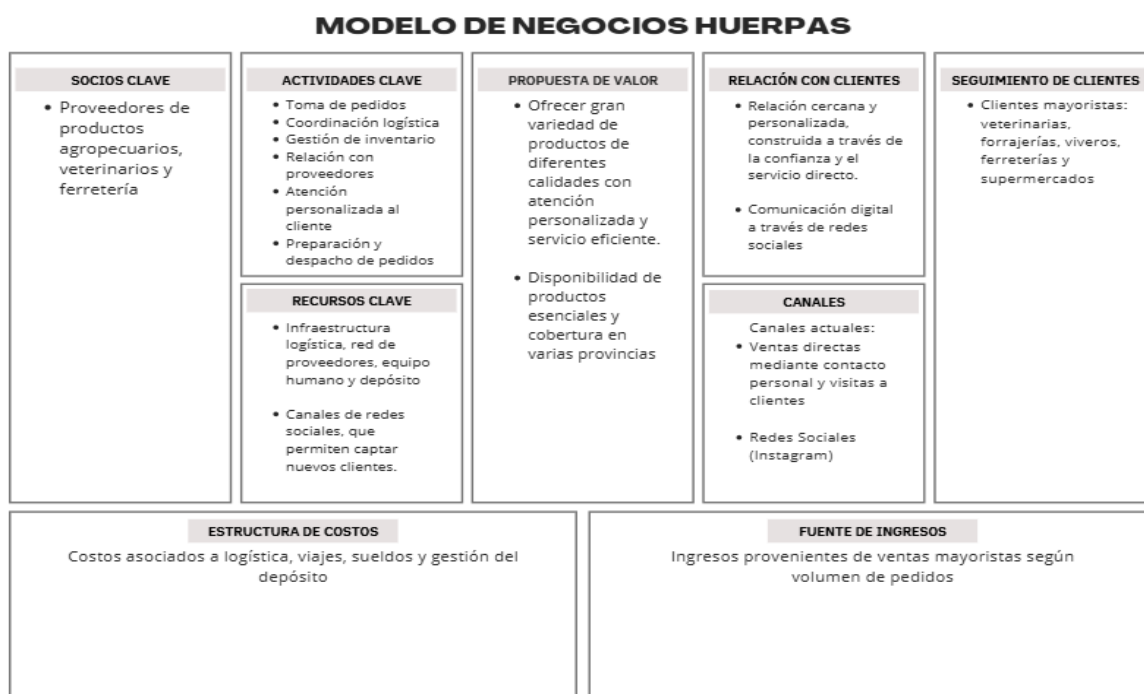 MODELO DE NEGOCIOS HUERPAS
SOCIOS CLAVE
• Proveedores de
productos
agropecuarios,
veterinarios y
ferretería
ACTIVIDADES CLAVE
• Toma de pedidos
• Coordinación logística
• Gestión de inventario
• Relación con
proveedores
• Atención
personalizada al
cliente
• Preparación y
despacho de pedidos
RECURSOS CLAVE
• Infraestructura
logística, red de
proveedores, equipo
humano y depósito
• Canales de redes
sociales, que
permiten captar
nuevos clientes.
PROPUESTA DE VALOR
• Ofrecer gran
variedad de
productos de
diferentes
calidades con
atención
personalizada y
servicio eficiente.
• Disponibilidad de
productos
esenciales y
cobertura en
varias provincias
RELACIÓN CON CLIENTES
• Relación cercana y
personalizada,
construida a través de
la confianza y el
servicio directo.
• Comunicación digital
a través de redes
sociales
CANALES
Canales actuales:
• Ventas directas
mediante contacto
personal y visitas a
clientes
• Redes Sociales
(Instagram)
SEGUIMIENTO DE CLIENTES
• Clientes mayoristas:
veterinarias,
forrajerías, viveros,
ferreterías y
supermercados
ESTRUCTURA DE COSTOS
Costos asociados a logística, viajes, sueldos y gestión del
depósito
FUENTE DE INGRESOS
Ingresos provenientes de ventas mayoristas según
volumen de pedidos